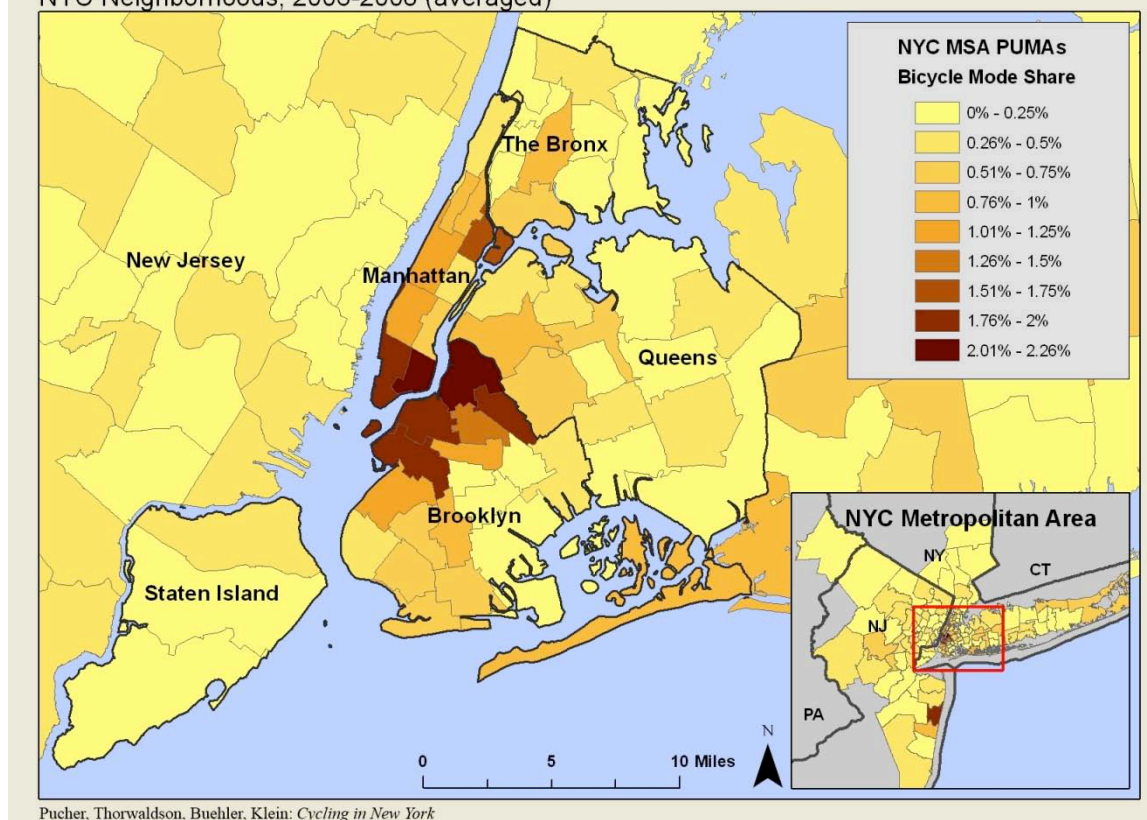 NYC Neighborhoods, 2006-2008 (averaged)
NYC MSA PUMAs
Bicycle Mode Share
0% - 0.25%
0.26% - 0.5%
0.51% - 0.75%
0.76% - 1%
1.01% - 1.25%
1.26% - 1.5%
1.51% - 1.75%
1.76% - 2%
2.01% - 2.26%
The Bronx
New Jersey
Manhattan
Queens
Brooklyn
Staten Island
NYC Metropolitan Area
NY
CT
NJ
PA
N
0 5 10 Miles
Pucher, Thorwaldson, Buehler, Klein: Cycling in New York